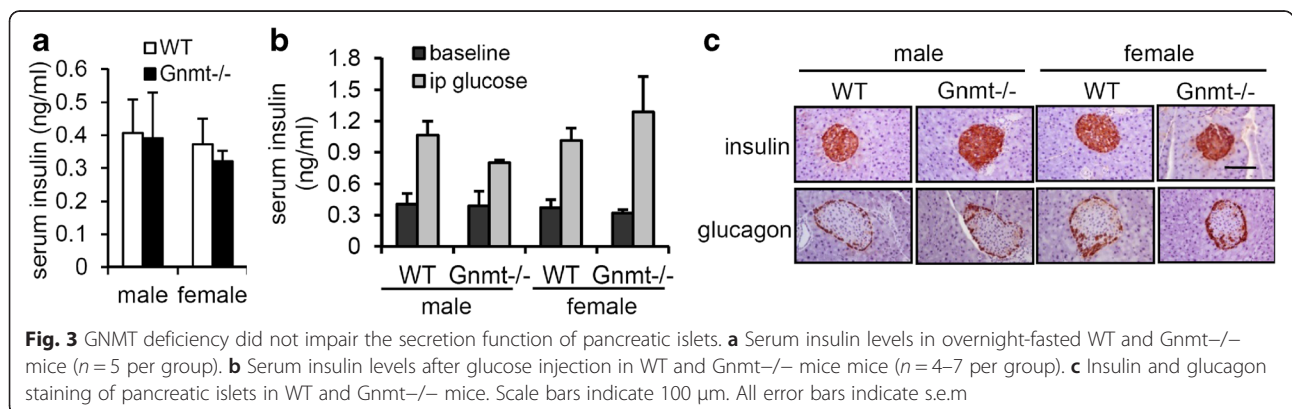 a
WT
Gnmt-/-
serum insulin (ng/ml)
0.6
0.5
0.4
0.3
0.2
0.1
0
male female
b
baseline
ip glucose
serum insulin
(ng/ml)
1.8
1.5
1.2
0.9
0.6
0.3
0
WT Gnmt-/- WT Gnmt-/-
male female
c
male female
WT Gnmt-/- WT Gnmt-/-
insulin
glucagon
Fig. 3 GNMT deficiency did not impair the secretion function of pancreatic islets. a Serum insulin levels in overnight-fasted WT and Gnmt−/−
mice (n = 5 per group). b Serum insulin levels after glucose injection in WT and Gnmt−/− mice mice (n = 4–7 per group). c Insulin and glucagon
staining of pancreatic islets in WT and Gnmt−/− mice. Scale bars indicate 100 μm. All error bars indicate s.e.m